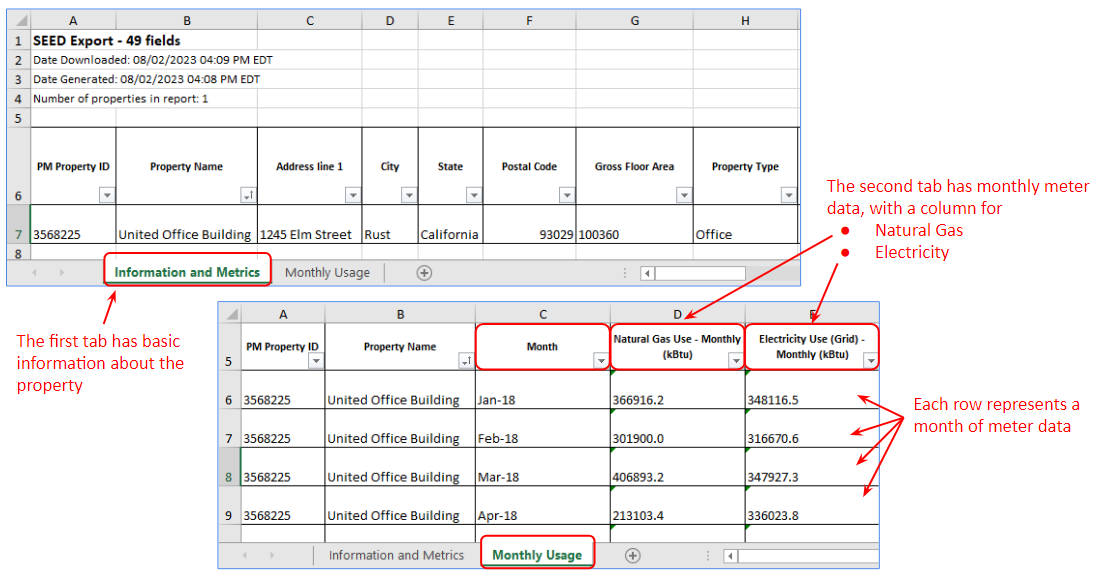 A B C D E F G H
1 SEED Export - 49 fields
2 Date Downloaded: 08/02/2023 04:09 PM EDT
3 Date Generated: 08/02/2023 04:08 PM EDT
4 Number of properties in report: 1
5
6 PM Property ID Property Name Address line 1 City State Postal Code Gross Floor Area Property Type
7 3568225 United Office Building 1245 Elm Street Rust California 93029 100360 Office
8
Information and Metrics Monthly Usage
The first tab has basic
information about the
property
The second tab has monthly meter
data, with a column for
● Natural Gas
● Electricity
A B C D E
5 PM Property ID Property Name Month Natural Gas Use - Monthly
(kBtu) Electricity Use (Grid) -
Monthly (kBtu)
6 3568225 United Office Building Jan-18 366916.2 348116.5
7 3568225 United Office Building Feb-18 301900.0 316670.6
8 3568225 United Office Building Mar-18 406893.2 347927.3
9 3568225 United Office Building Apr-18 213103.4 336023.8
Information and Metrics Monthly Usage
Each row represents a
month of meter data